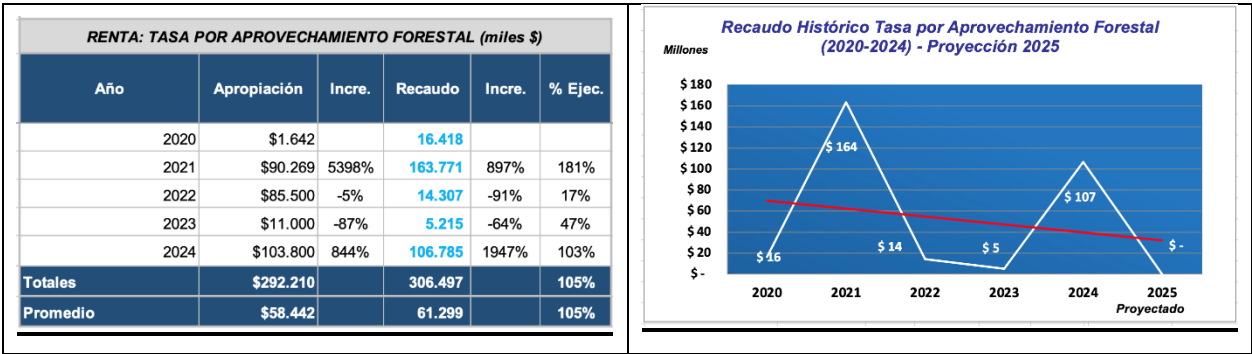 RENTA: TASA POR APROVECHAMIENTO FORESTAL (miles $)
Año Apropiación Incre. Recaudo Incre. % Ejec.
2020 $1.642 16.418
2021 $90.269 5398% 163.771 897% 181%
2022 $85.500 -5% 14.307 -91% 17%
2023 $11.000 -87% 5.215 -64% 47%
2024 $103.800 844% 106.785 1947% 103%
Totales $292.210 306.497 105%
Promedio $58.442 61.299 105%
Recaudo Histórico Tasa por Aprovechamiento Forestal
(2020-2024) - Proyección 2025
Millones
$ 180
$ 160
$ 140
$ 120
$ 100
$ 80
$ 60
$ 40
$ 20
$ -
$ 16
$ 164
$ 14
$ 5
$ 107
$ -
2020 2021 2022 2023 2024 2025
Proyectado